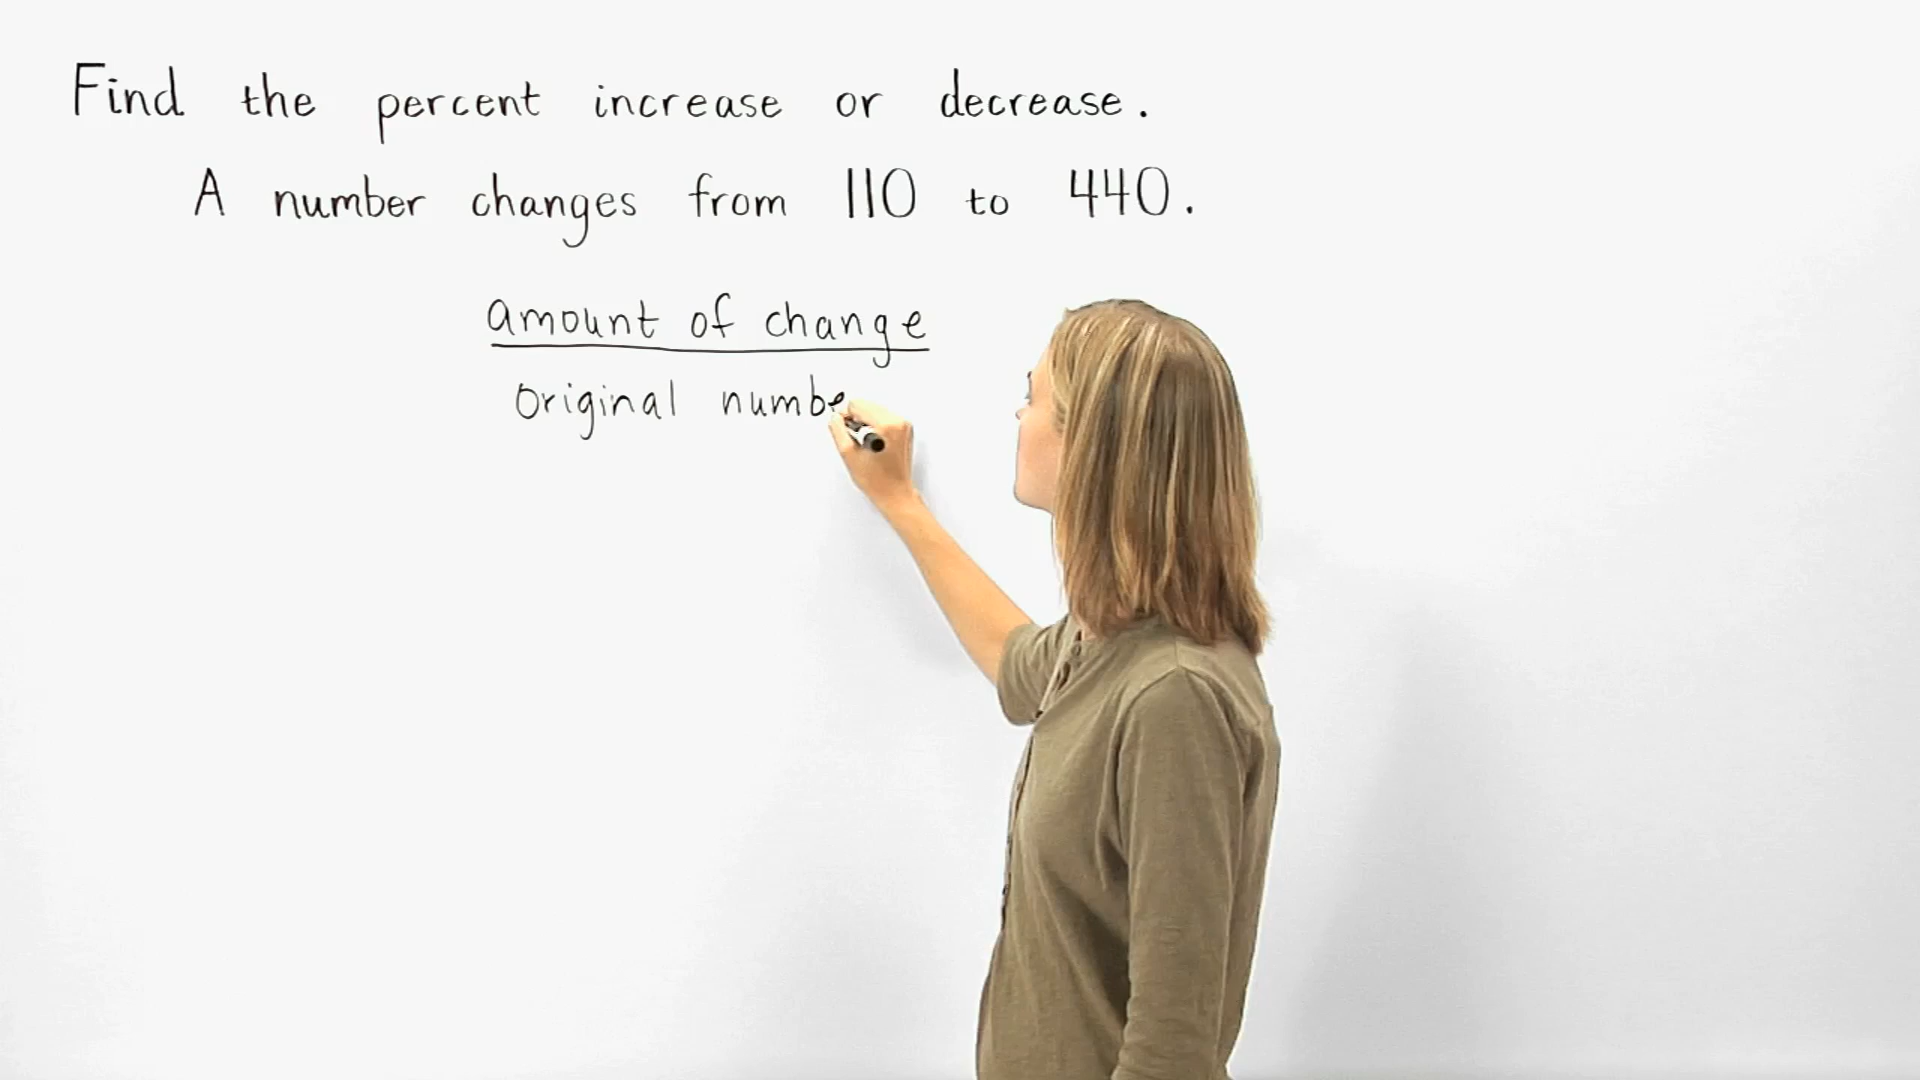 Find the percent increase or decrease.
A number changes from 110 to 440.
amount of change
original numbe